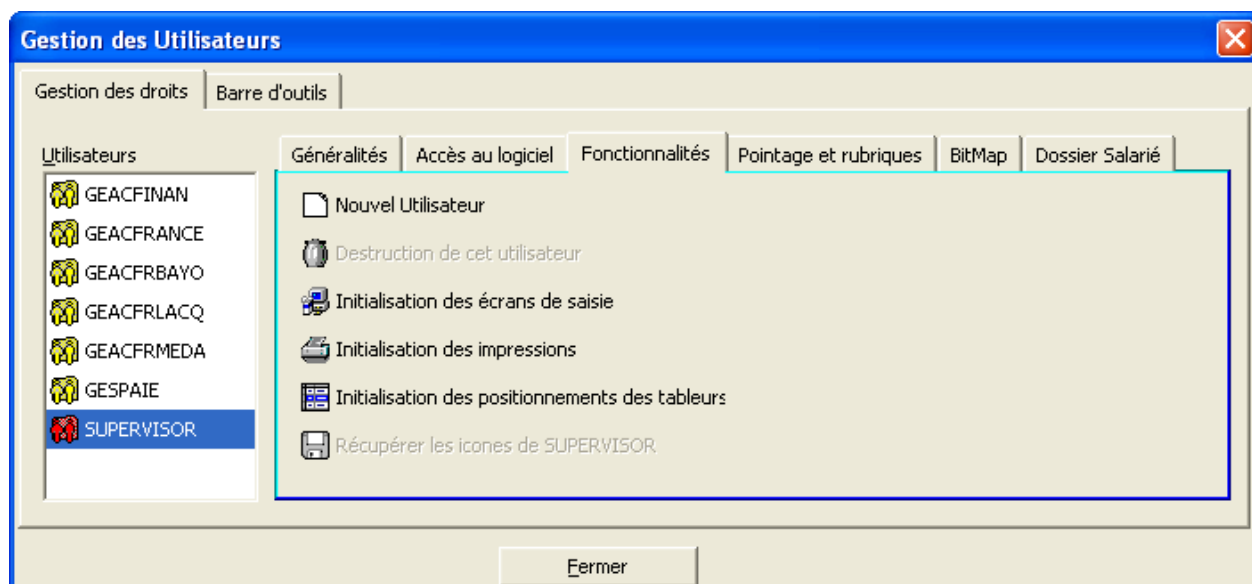 Gestion des Utilisateurs
Gestion des droits
Barre d'outils
Utilisateurs
GEACFINAN
GEACFRANCE
GEACFRBAYO
GEACFRLACQ
GEACFRMEDA
GESPAIE
SUPERVISOR
Généralités
Accès au logiciel
Fonctionnalités
Pointage et rubriques
BitMap
Dossier Salarié
Nouvel Utilisateur
Destruction de cet utilisateur
Initialisation des écrans de saisie
Initialisation des impressions
Initialisation des positionnements des tableurs
Récupérer les icones de SUPERVISOR
Fermer